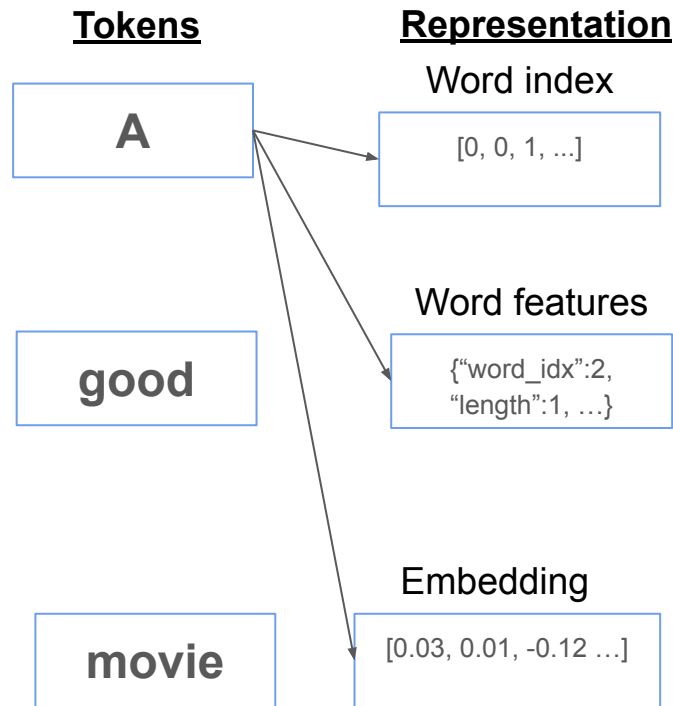 Tokens
Representation
Word index
A
[0, 0, 1, ...]
Word features
good
{“word_idx”:2,
“length”:1, …}
Embedding
movie
[0.03, 0.01, -0.12 …]